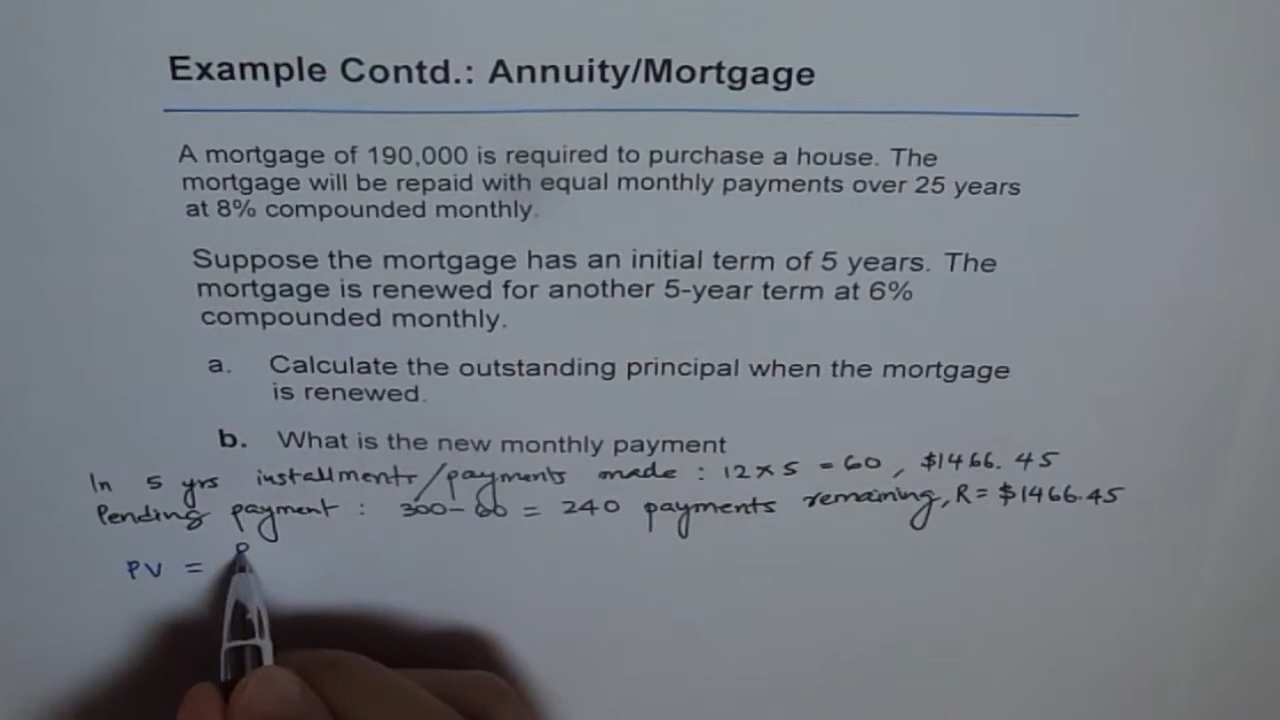 Example Contd.: Annuity/Mortgage
A mortgage of 190,000 is required to purchase a house. The
mortgage will be repaid with equal monthly payments over 25 years
at 8% compounded monthly.
Suppose the mortgage has an initial term of 5 years. The
mortgage is renewed for another 5-year term at 6%
compounded monthly.
a. Calculate the outstanding principal when the mortgage
is renewed.
b. What is the new monthly payment
In 5 yrs installments/payments made : 12 x 5 = 60 , $1466.45
Pending payment : 300 - 60 = 240 payments remaining, R = $1466.45
PV =